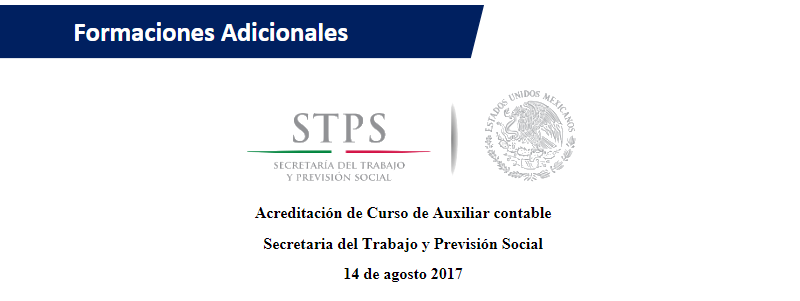 Formaciones Adicionales
ESTADOS UNIDOS MEXICANOS
STPS
SECRETARÍA DEL TRABAJO
Y PREVISIÓN SOCIAL
Acreditación de Curso de Auxiliar contable
Secretaria del Trabajo y Previsión Social
14 de agosto 2017